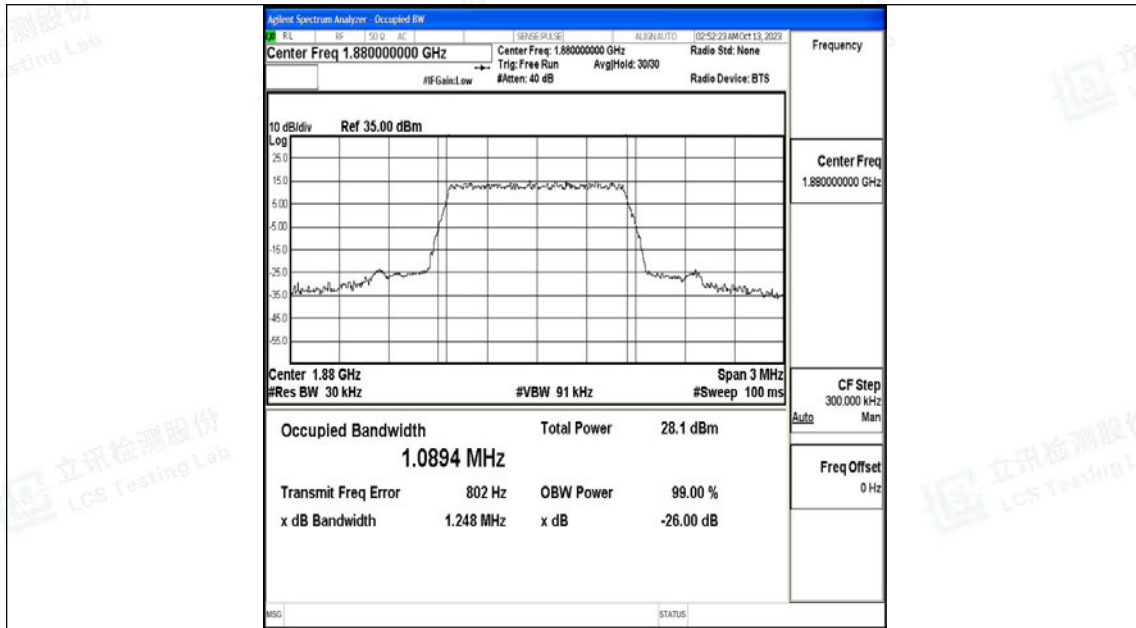 Agilent Spectrum Analyzer - Occupied BW
RL RF 50 Ω AC SENSE:PULSE ALIGNAUTO 02:52:23 AM Oct 13, 2023
Center Freq 1.880000000 GHz
Center Freq: 1.880000000 GHz Radio Std: None
Trig: Free Run Avg|Hold: 30/30
#IFGain:Low #Atten: 40 dB Radio Device: BTS
Frequency
10 dB/div Ref 35.00 dBm
Log
25.0
15.0
5.00
-5.00
-15.0
-25.0
-35.0
-45.0
-55.0
Center 1.88 GHz Span 3 MHz
#Res BW 30 kHz #VBW 91 kHz #Sweep 100 ms
Center Freq
1.880000000 GHz
CF Step
300.000 kHz
Auto Man
Freq Offset
0 Hz
Occupied Bandwidth Total Power 28.1 dBm
1.0894 MHz
Transmit Freq Error 802 Hz OBW Power 99.00 %
x dB Bandwidth 1.248 MHz x dB -26.00 dB
MSG STATUS
立讯检测股份
LCS Testing Lab
立讯检测股份